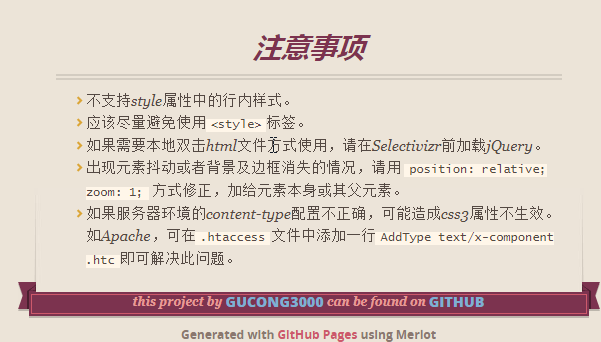 注意事项
不支持style属性中的行内样式。
应该尽量避免使用 <style> 标签。
如果需要本地双击html文件方式使用，请在Selectivizr前加载jQuery。
出现元素抖动或者背景及边框消失的情况，请用 position: relative;
zoom: 1; 方式修正，加给元素本身或其父元素。
如果服务器环境的content-type配置不正确，可能造成css3属性不生效。
如Apache，可在 .htaccess 文件中添加一行 AddType text/x-component
.htc 即可解决此问题。
this project by GUCONG3000 can be found on GITHUB
Generated with GitHub Pages using Merlot